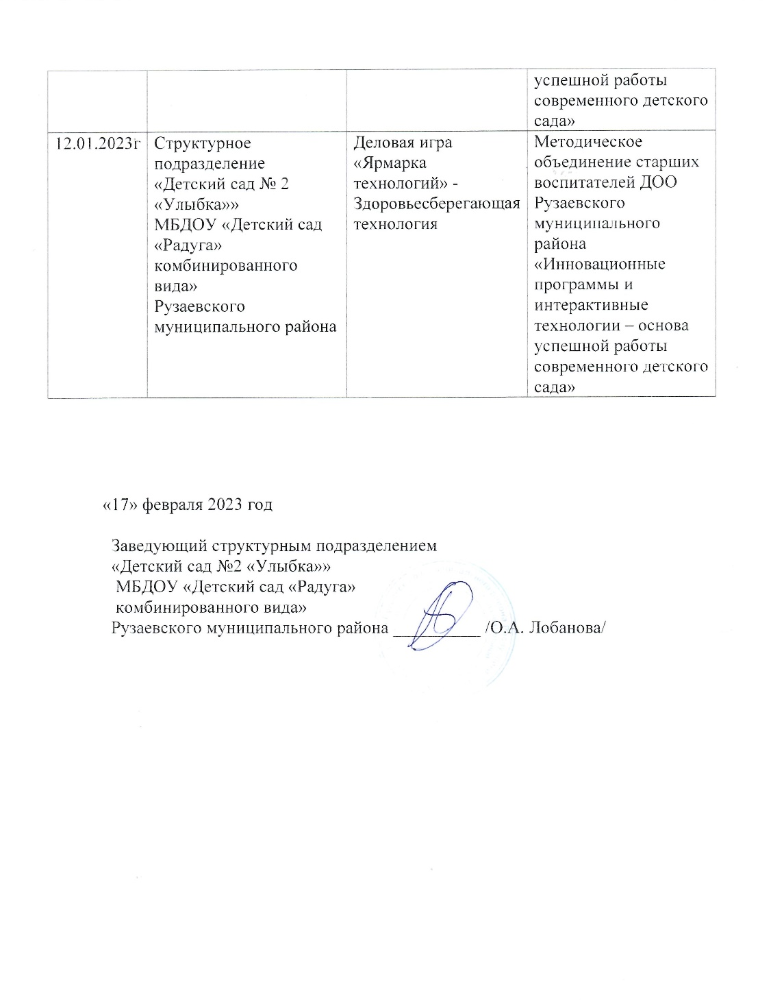 успешной работы
современного детского
сада»
12.01.2023г
Структурное
подразделение
«Детский сад № 2
«Улыбка»»
МБДОУ «Детский сад
«Радуга»
комбинированного
вида»
Рузаевского
муниципального района
Деловая игра
«Ярмарка
технологий» -
Здоровьесберегающая
технология
Методическое
объединение старших
воспитателей ДОО
Рузаевского
муниципального
района
«Инновационные
программы и
интерактивные
технологии – основа
успешной работы
современного детского
сада»
«17» февраля 2023 год
Заведующий структурным подразделением
«Детский сад №2 «Улыбка»»
МБДОУ «Детский сад «Радуга»
комбинированного вида»
Рузаевского муниципального района __________ /О.А. Лобанова/